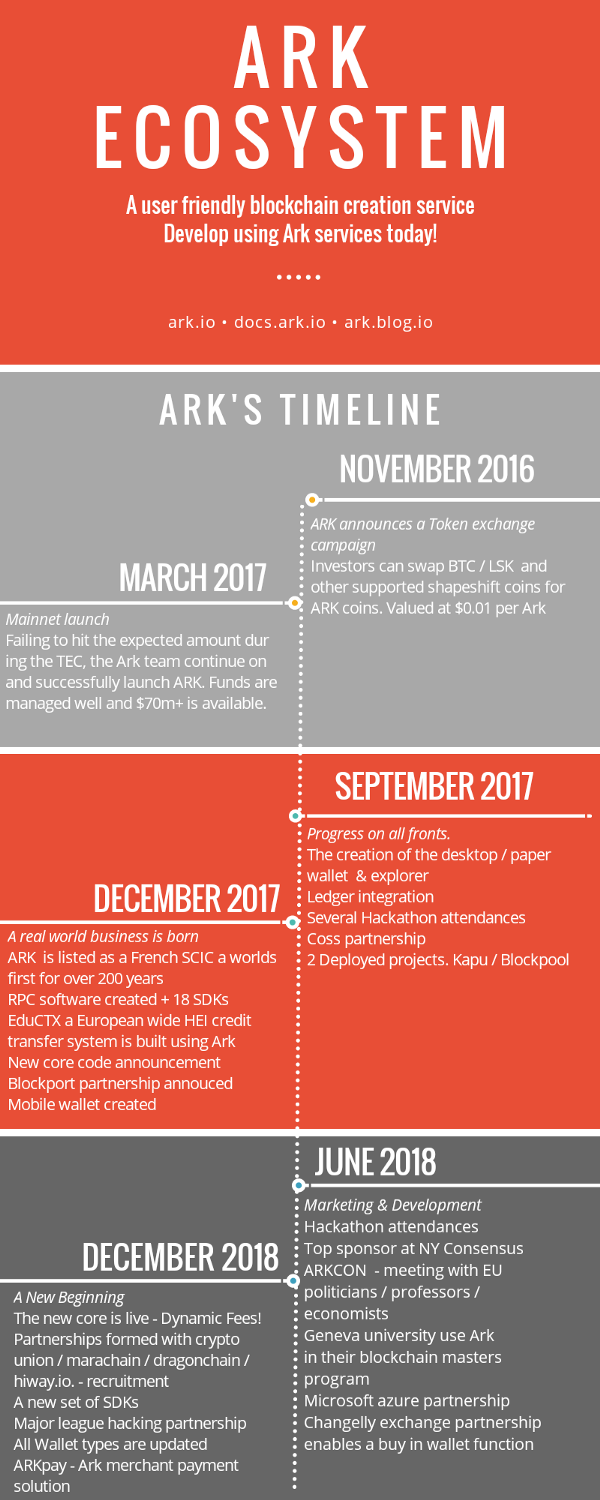 ARK
ECOSYSTEM
A user friendly blockchain creation service
Develop using Ark services today!
ark.io • docs.ark.io • ark.blog.io
ARK'S TIMELINE
NOVEMBER 2016
ARK announces a Token exchange
campaign
Investors can swap BTC / LSK and
other supported shapeshift coins for
ARK coins. Valued at $0.01 per Ark
MARCH 2017
Mainnet launch
Failing to hit the expected amount dur
ing the TEC, the Ark team continue on
and successfully launch ARK. Funds are
managed well and $70m+ is available.
SEPTEMBER 2017
Progress on all fronts.
The creation of the desktop / paper
wallet & explorer
Ledger integration
Several Hackathon attendances
Coss partnership
2 Deployed projects. Kapu / Blockpool
DECEMBER 2017
A real world business is born
ARK is listed as a French SCIC a worlds
first for over 200 years
RPC software created + 18 SDKs
EduCTX a European wide HEI credit
transfer system is built using Ark
New core code announcement
Blockport partnership annouced
Mobile wallet created
JUNE 2018
Marketing & Development
Hackathon attendances
Top sponsor at NY Consensus
ARKCON - meeting with EU
politicians / professors /
economists
Geneva university use Ark
in their blockchain masters
program
Microsoft azure partnership
Changelly exchange partnership
enables a buy in wallet function
DECEMBER 2018
A New Beginning
The new core is live - Dynamic Fees!
Partnerships formed with crypto
union / marachain / dragonchain /
hiway.io. - recruitment
A new set of SDKs
Major league hacking partnership
All Wallet types are updated
ARKpay - Ark merchant payment
solution